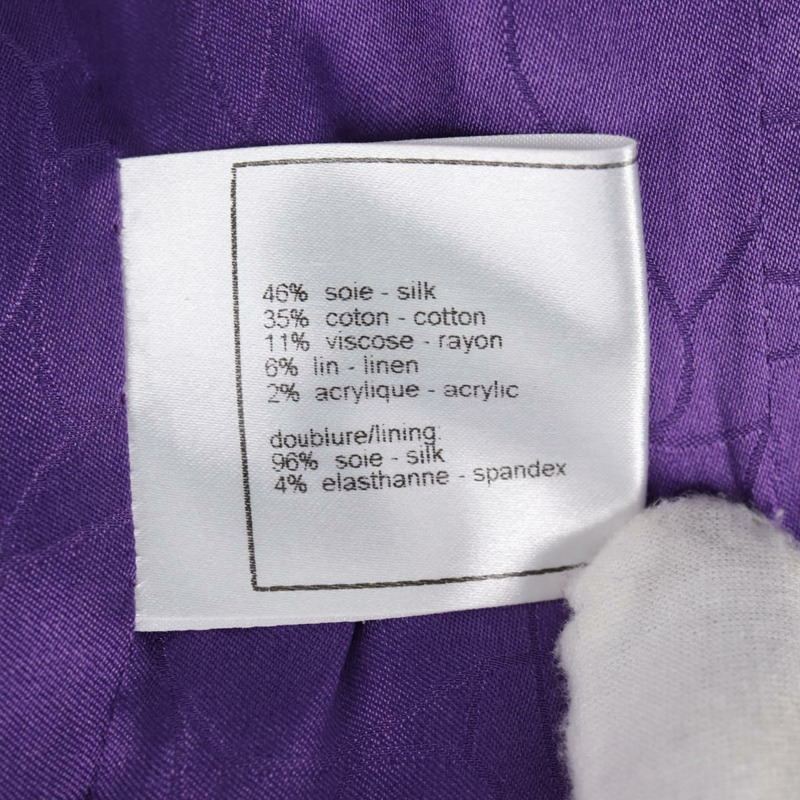 46% soie - silk
35% coton - cotton
11% viscose - rayon
6% lin - linen
2% acrylique - acrylic
doublure/lining:
96% soie - silk
4% elasthanne - spandex